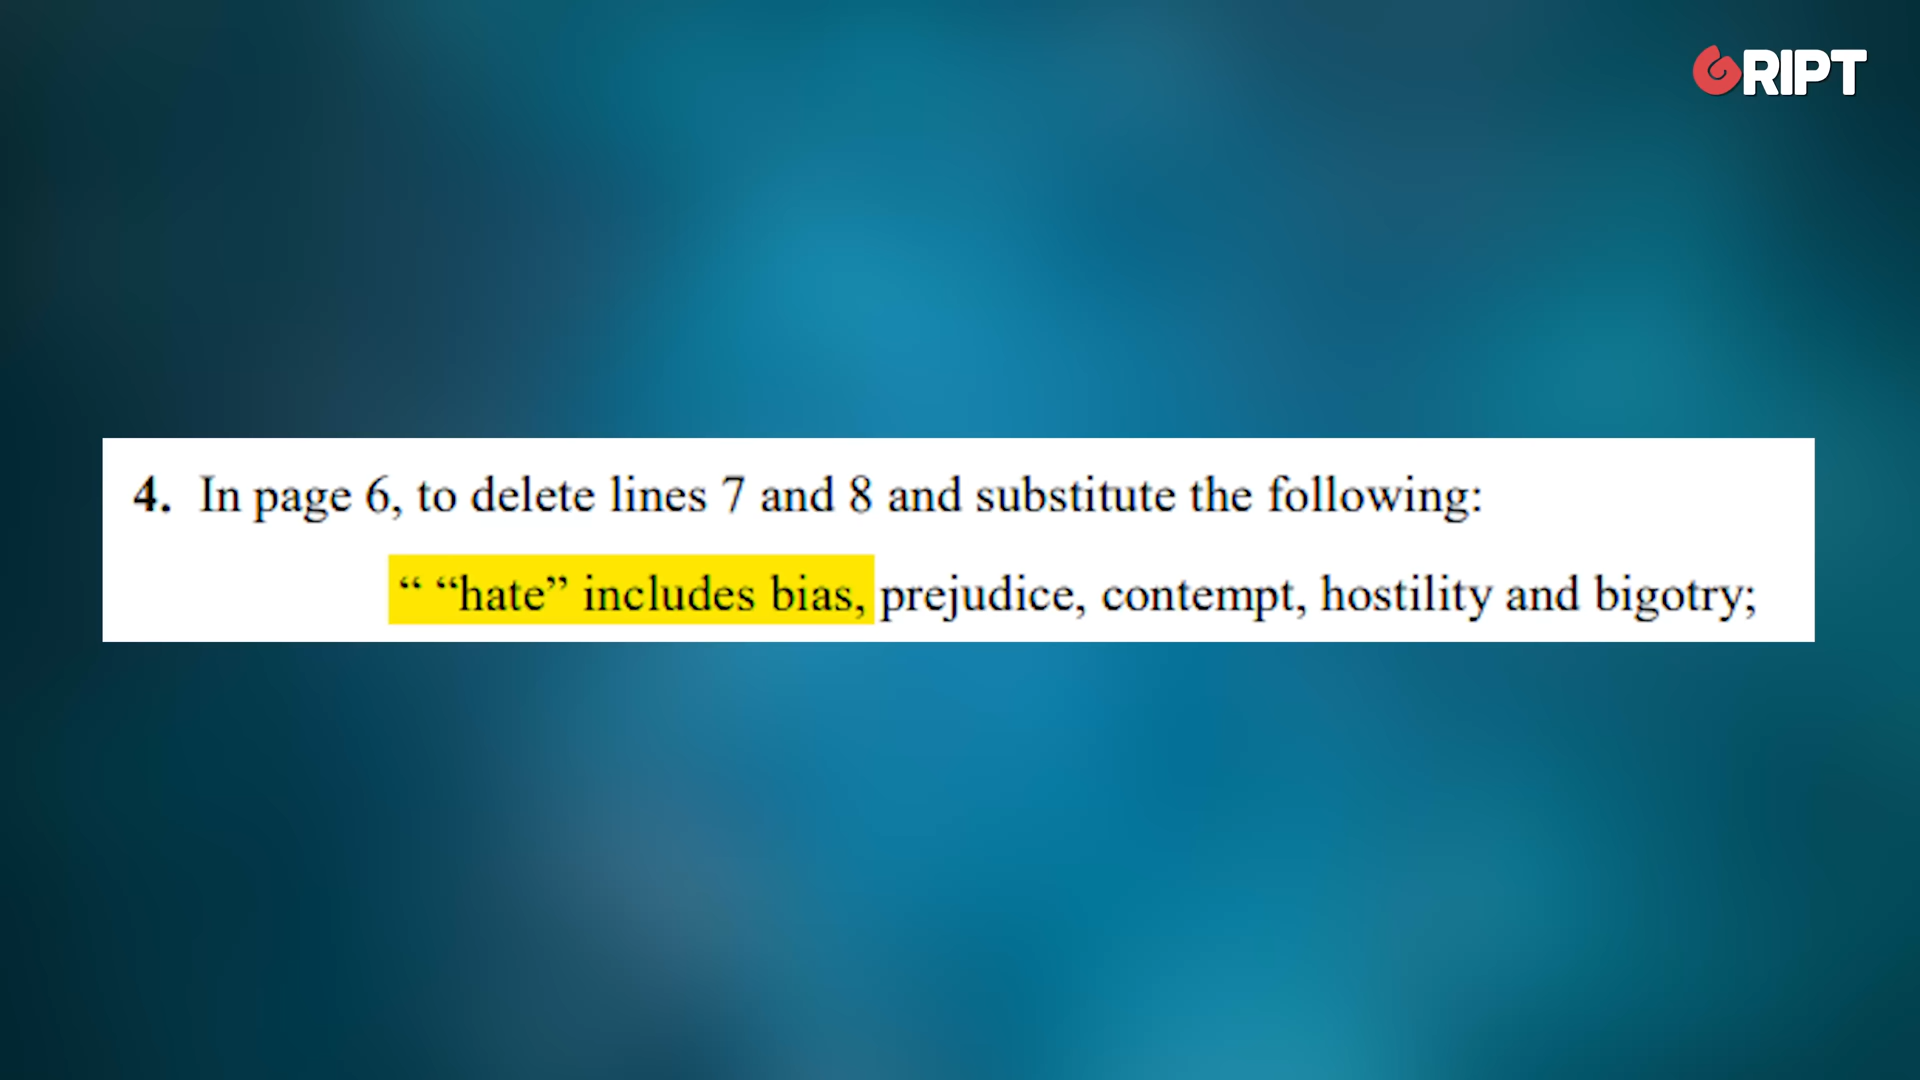 GRIPT
4. In page 6, to delete lines 7 and 8 and substitute the following:
“ “hate” includes bias, prejudice, contempt, hostility and bigotry;